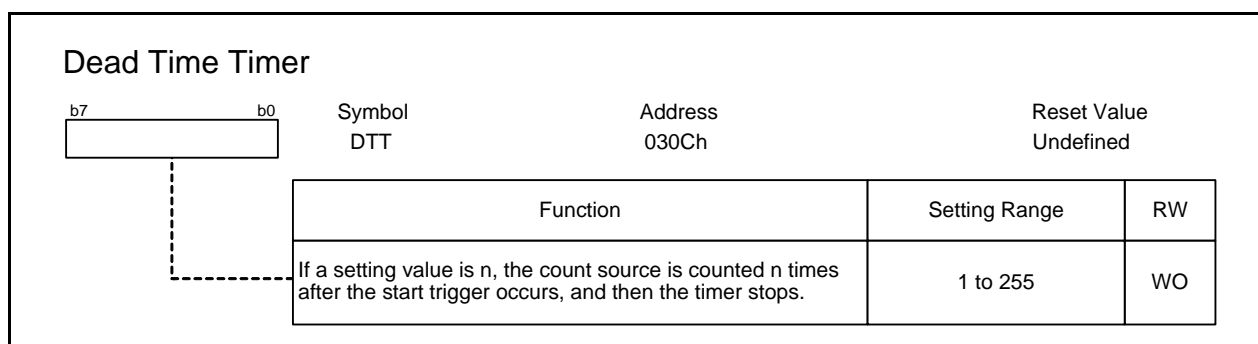 Dead Time Timer
b7 b0 Symbol Address Reset Value
DTT 030Ch Undefined
Function Setting Range RW
If a setting value is n, the count source is counted n times
after the start trigger occurs, and then the timer stops.
1 to 255 WO